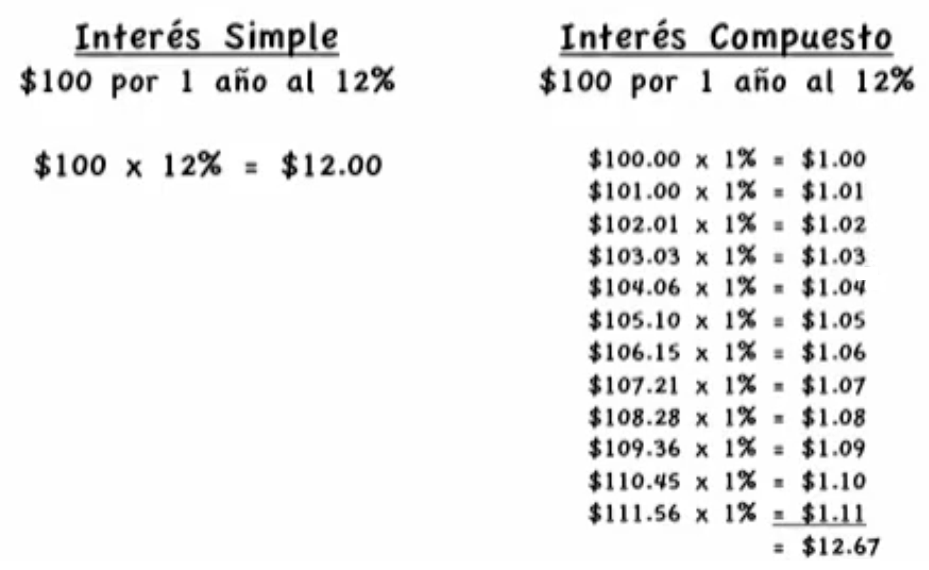 Interés Simple
$100 por 1 año al 12%
$100 x 12% = $12.00
Interés Compuesto
$100 por 1 año al 12%
$100.00 x 1% = $1.00
$101.00 x 1% = $1.01
$102.01 x 1% = $1.02
$103.03 x 1% = $1.03
$104.06 x 1% = $1.04
$105.10 x 1% = $1.05
$106.15 x 1% = $1.06
$107.21 x 1% = $1.07
$108.28 x 1% = $1.08
$109.36 x 1% = $1.09
$110.45 x 1% = $1.10
$111.56 x 1% = $1.11
= $12.67